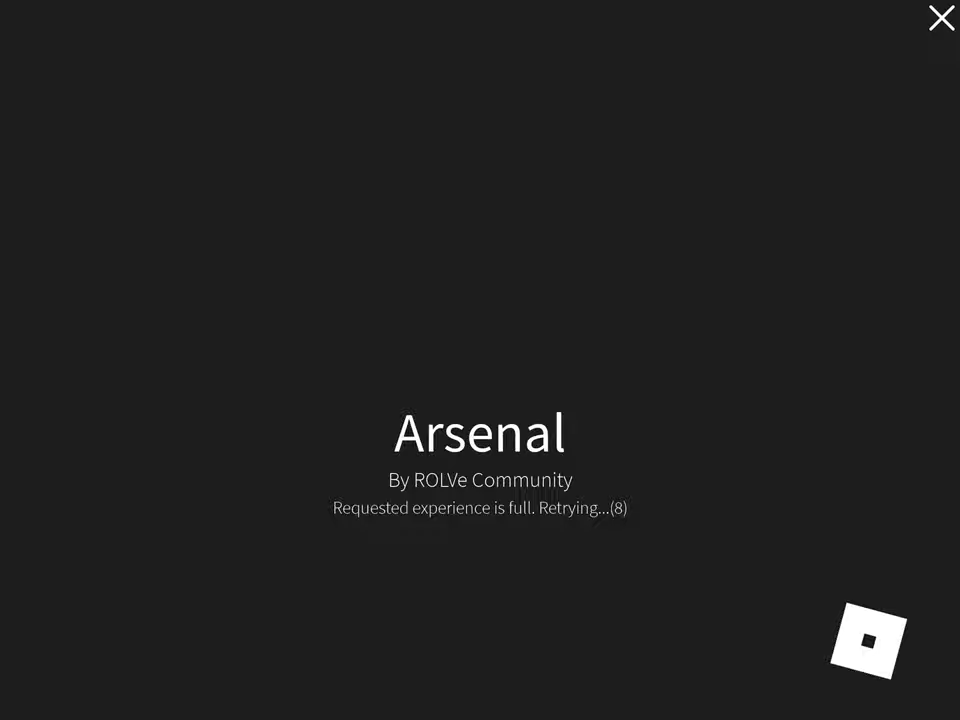 Arsenal
By ROLVe Community
Requested experience is full. Retrying...(8)